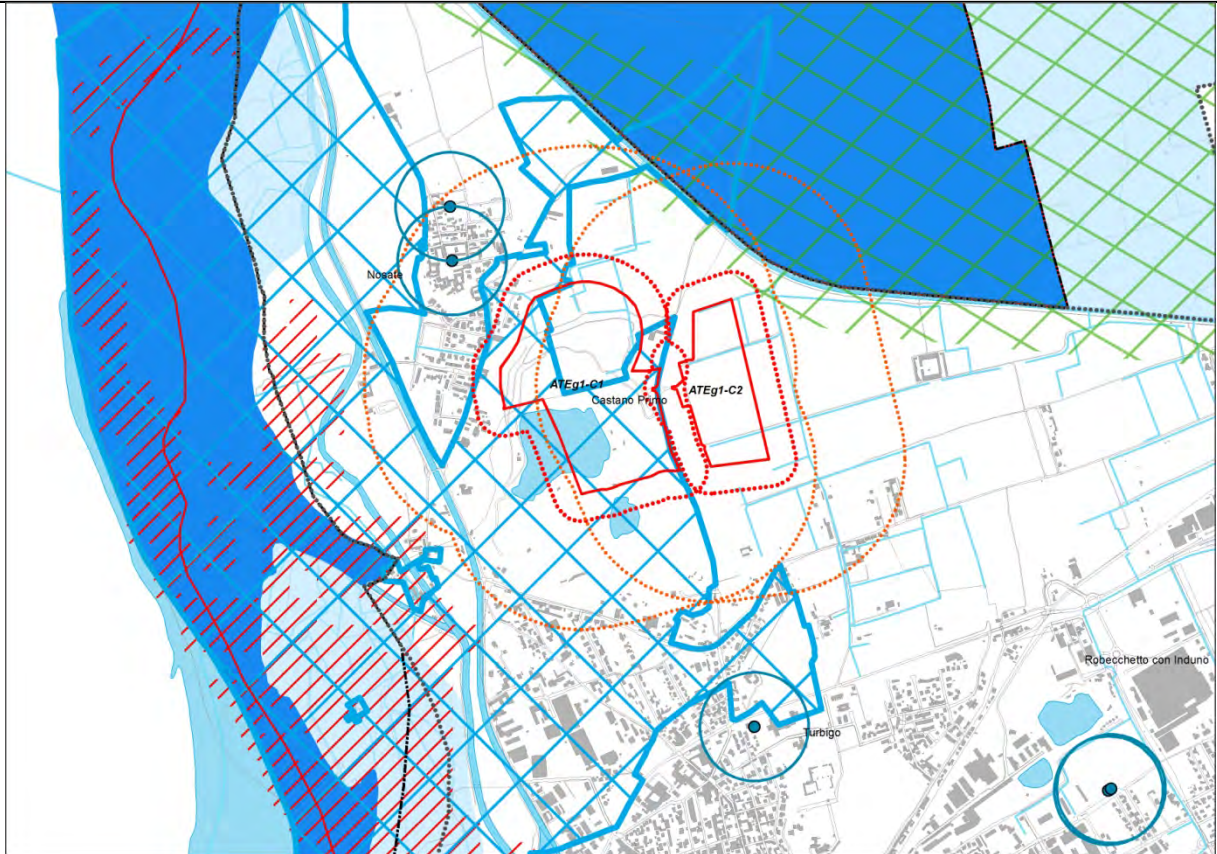 Nosate
ATEg1-C1
ATEg1-C2
Castano Primo
Robecchetto con Induno
Turbigo